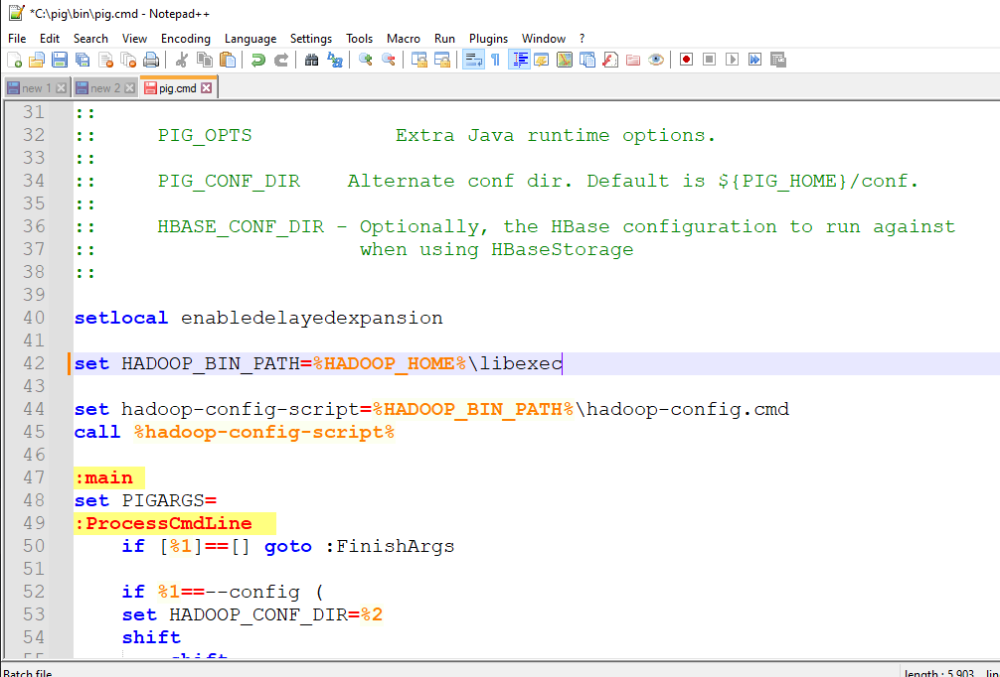 *C:\pig\bin\pig.cmd - Notepad++
File Edit Search View Encoding Language Settings Tools Macro Run Plugins Window ?
new 1 new 2 pig.cmd
31 ::
32 :: PIG_OPTS Extra Java runtime options.
33 ::
34 :: PIG_CONF_DIR Alternate conf dir. Default is ${PIG_HOME}/conf.
35 ::
36 :: HBASE_CONF_DIR - Optionally, the HBase configuration to run against
37 :: when using HBaseStorage
38 ::
39
40 setlocal enabledelayedexpansion
41
42 set HADOOP_BIN_PATH=%HADOOP_HOME%\libexec
43
44 set hadoop-config-script=%HADOOP_BIN_PATH%\hadoop-config.cmd
45 call %hadoop-config-script%
46
47 :main
48 set PIGARGS=
49 :ProcessCmdLine
50 if [%1]==[] goto :FinishArgs
51
52 if %1==--config (
53 set HADOOP_CONF_DIR=%2
54 shift
55 shift
Batch file length : 5,903 lin